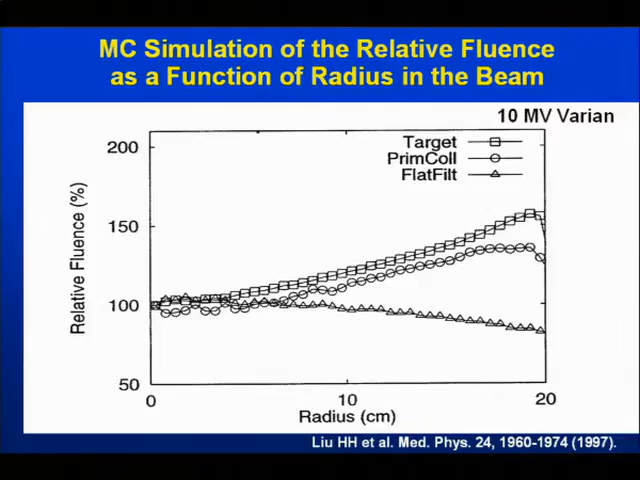 MC Simulation of the Relative Fluence
as a Function of Radius in the Beam
10 MV Varian
Target
PrimColl
FlatFilt
200
150
100
50
Relative Fluence (%)
0
10
20
Radius (cm)
Liu HH et al. Med. Phys. 24, 1960-1974 (1997).